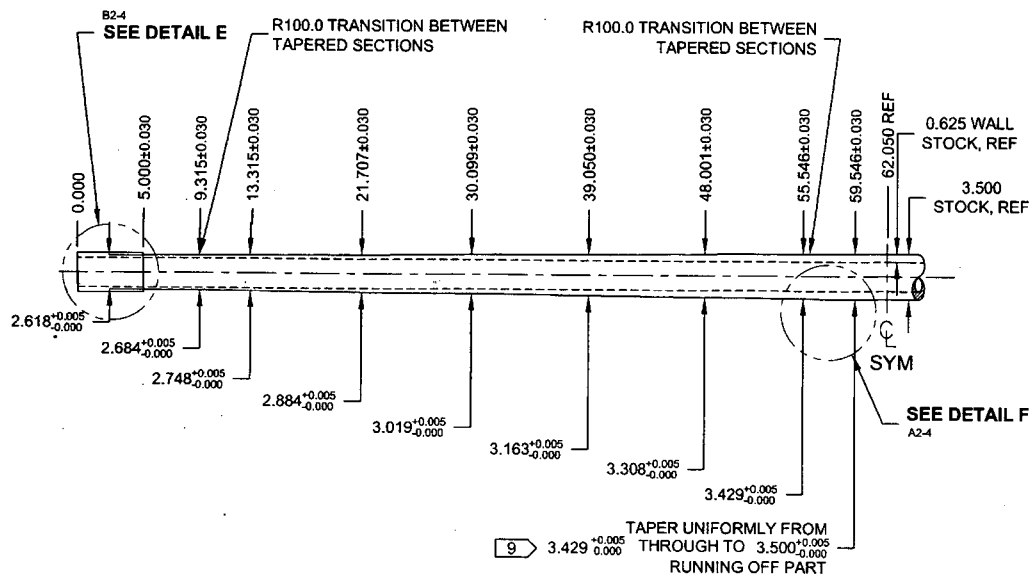 B2-4
SEE DETAIL E
R100.0 TRANSITION BETWEEN
TAPERED SECTIONS
R100.0 TRANSITION BETWEEN
TAPERED SECTIONS
0.000
5.000±0.030
9.315±0.030
13.315±0.030
21.707±0.030
30.099±0.030
39.050±0.030
48.001±0.030
55.546±0.030
59.546±0.030
62.050 REF
0.625 WALL
STOCK, REF
3.500
STOCK, REF
2.618 +0.005 -0.000
2.684 +0.005 -0.000
2.748 +0.005 -0.000
2.884 +0.005 -0.000
3.019 +0.005 -0.000
3.163 +0.005 -0.000
3.308 +0.005 -0.000
3.429 +0.005 -0.000
℄
SYM
SEE DETAIL F
A2-4
TAPER UNIFORMLY FROM
9 3.429 +0.005 0.000 THROUGH TO 3.500 +0.005 -0.000
RUNNING OFF PART